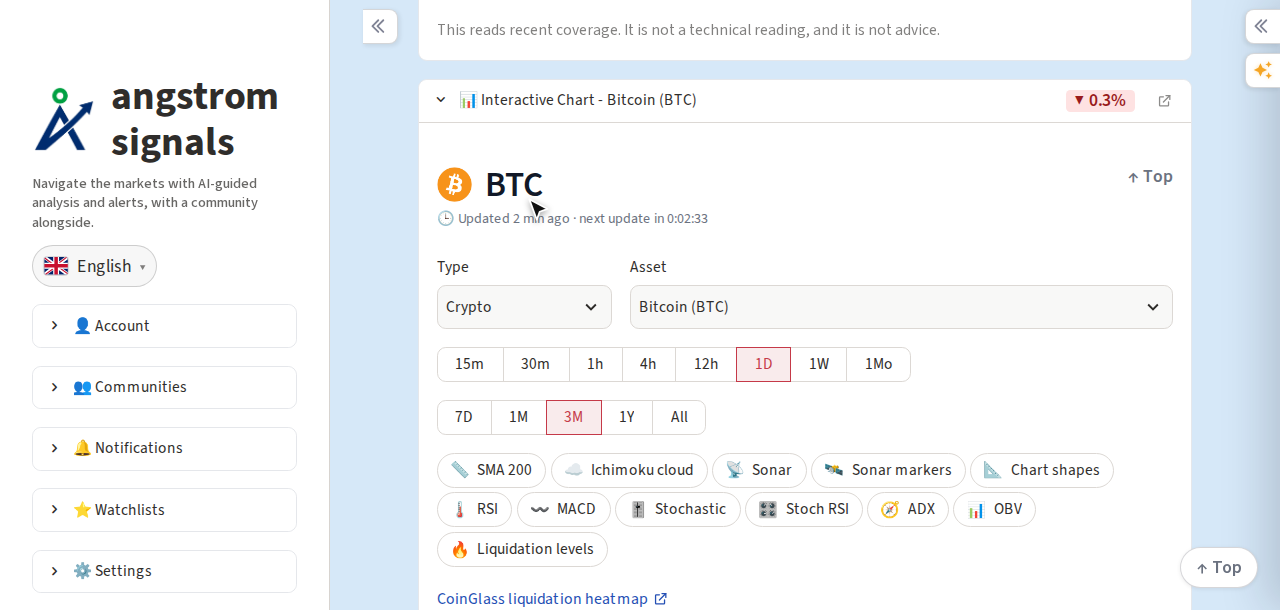 angstrom
signals
Navigate the markets with AI-guided
analysis and alerts, with a community
alongside.
English
Account
Communities
Notifications
Watchlists
Settings
This reads recent coverage. It is not a technical reading, and it is not advice.
Interactive Chart - Bitcoin (BTC)
▼ 0.3%
BTC
↑ Top
Updated 2 min ago · next update in 0:02:33
Type
Asset
Crypto
Bitcoin (BTC)
15m 30m 1h 4h 12h 1D 1W 1Mo
7D 1M 3M 1Y All
SMA 200 Ichimoku cloud Sonar Sonar markers Chart shapes
RSI MACD Stochastic Stoch RSI ADX OBV
Liquidation levels
↑ Top
CoinGlass liquidation heatmap